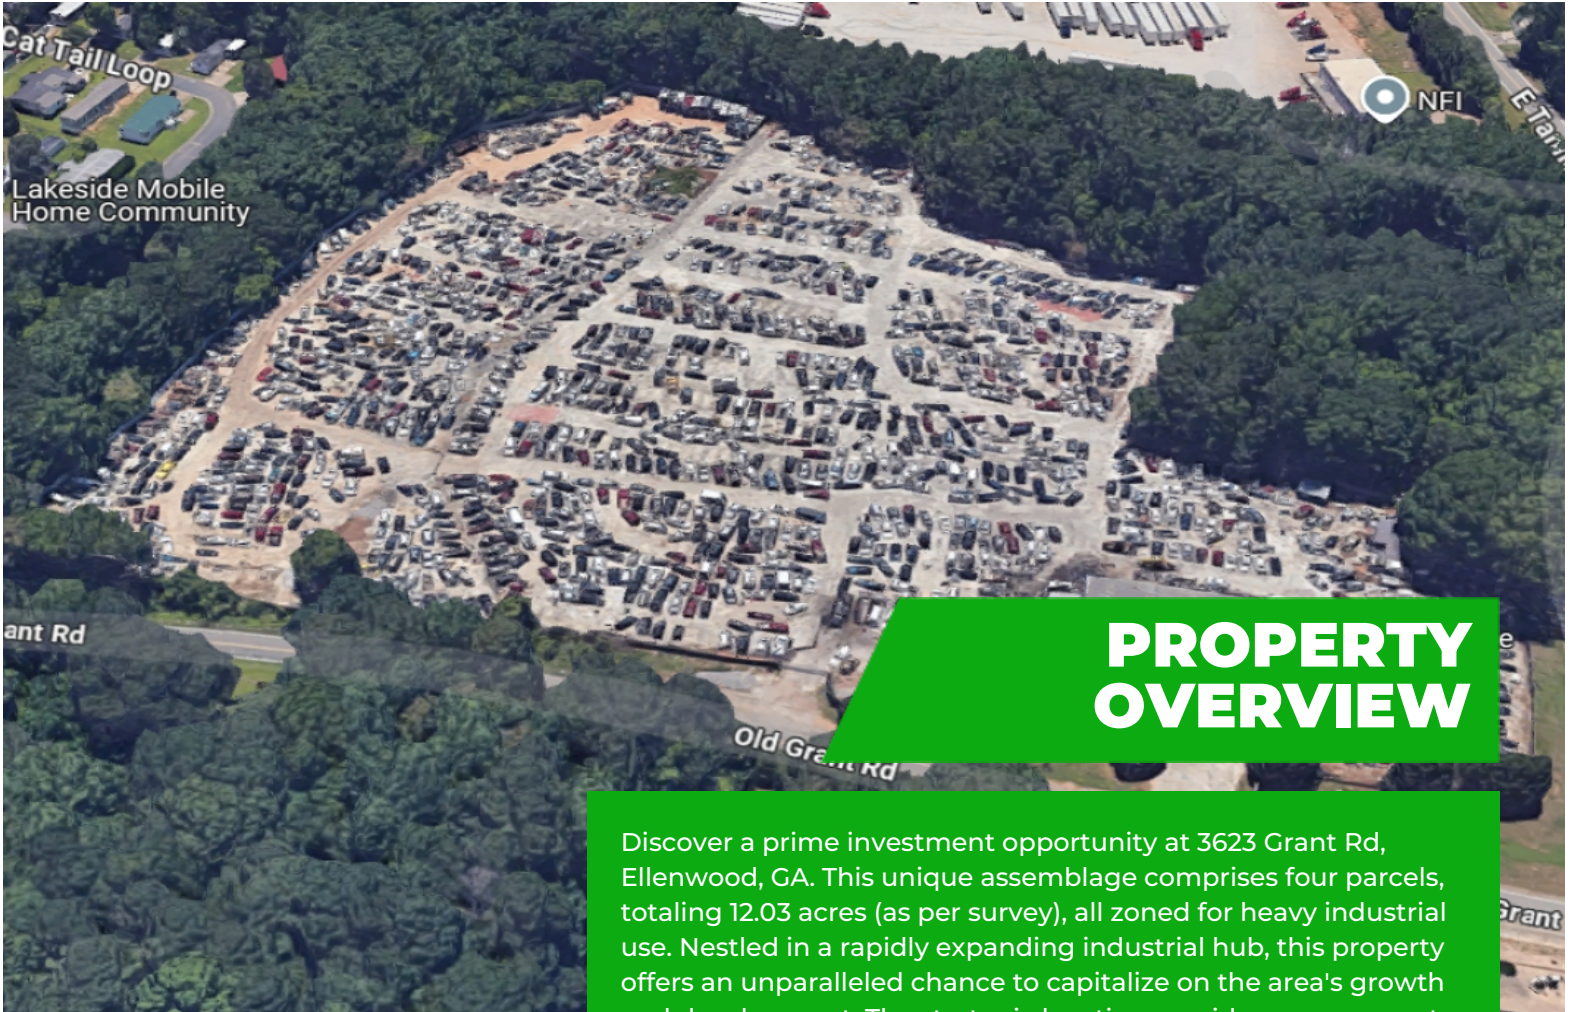 Cat Tail Loop
NFI
E
Lakeside Mobile
Home Community
ant Rd
PROPERTY
OVERVIEW
e
Old Grant Rd
Discover a prime investment opportunity at 3623 Grant Rd,
Ellenwood, GA. This unique assemblage comprises four parcels,
totaling 12.03 acres (as per survey), all zoned for heavy industrial
use. Nestled in a rapidly expanding industrial hub, this property
offers an unparalleled chance to capitalize on the area's growth
Grant